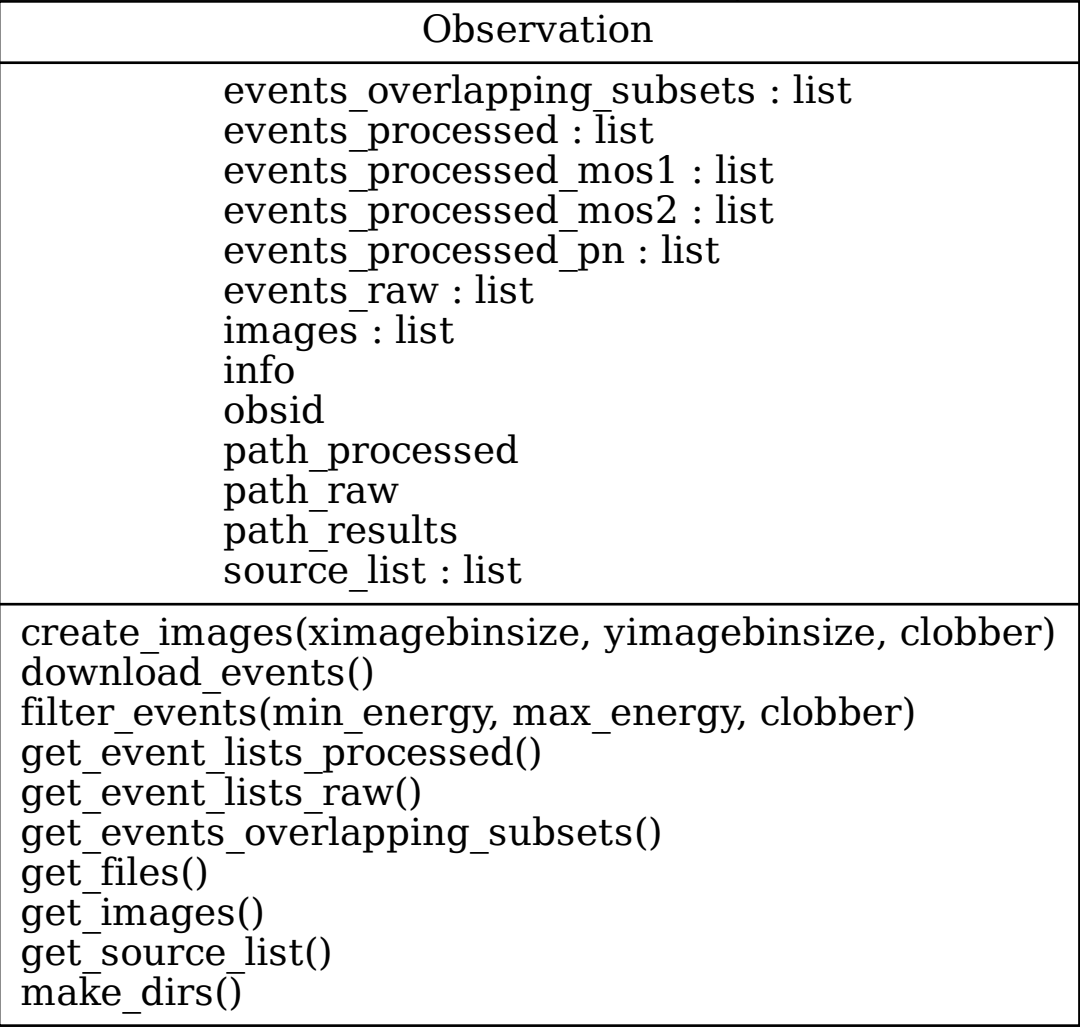 Observation
events_overlapping_subsets : list
events_processed : list
events_processed_mos1 : list
events_processed_mos2 : list
events_processed_pn : list
events_raw : list
images : list
info
obsid
path_processed
path_raw
path_results
source_list : list
create_images(ximagebinsize, yimagebinsize, clobber)
download_events()
filter_events(min_energy, max_energy, clobber)
get_event_lists_processed()
get_event_lists_raw()
get_events_overlapping_subsets()
get_files()
get_images()
get_source_list()
make_dirs()